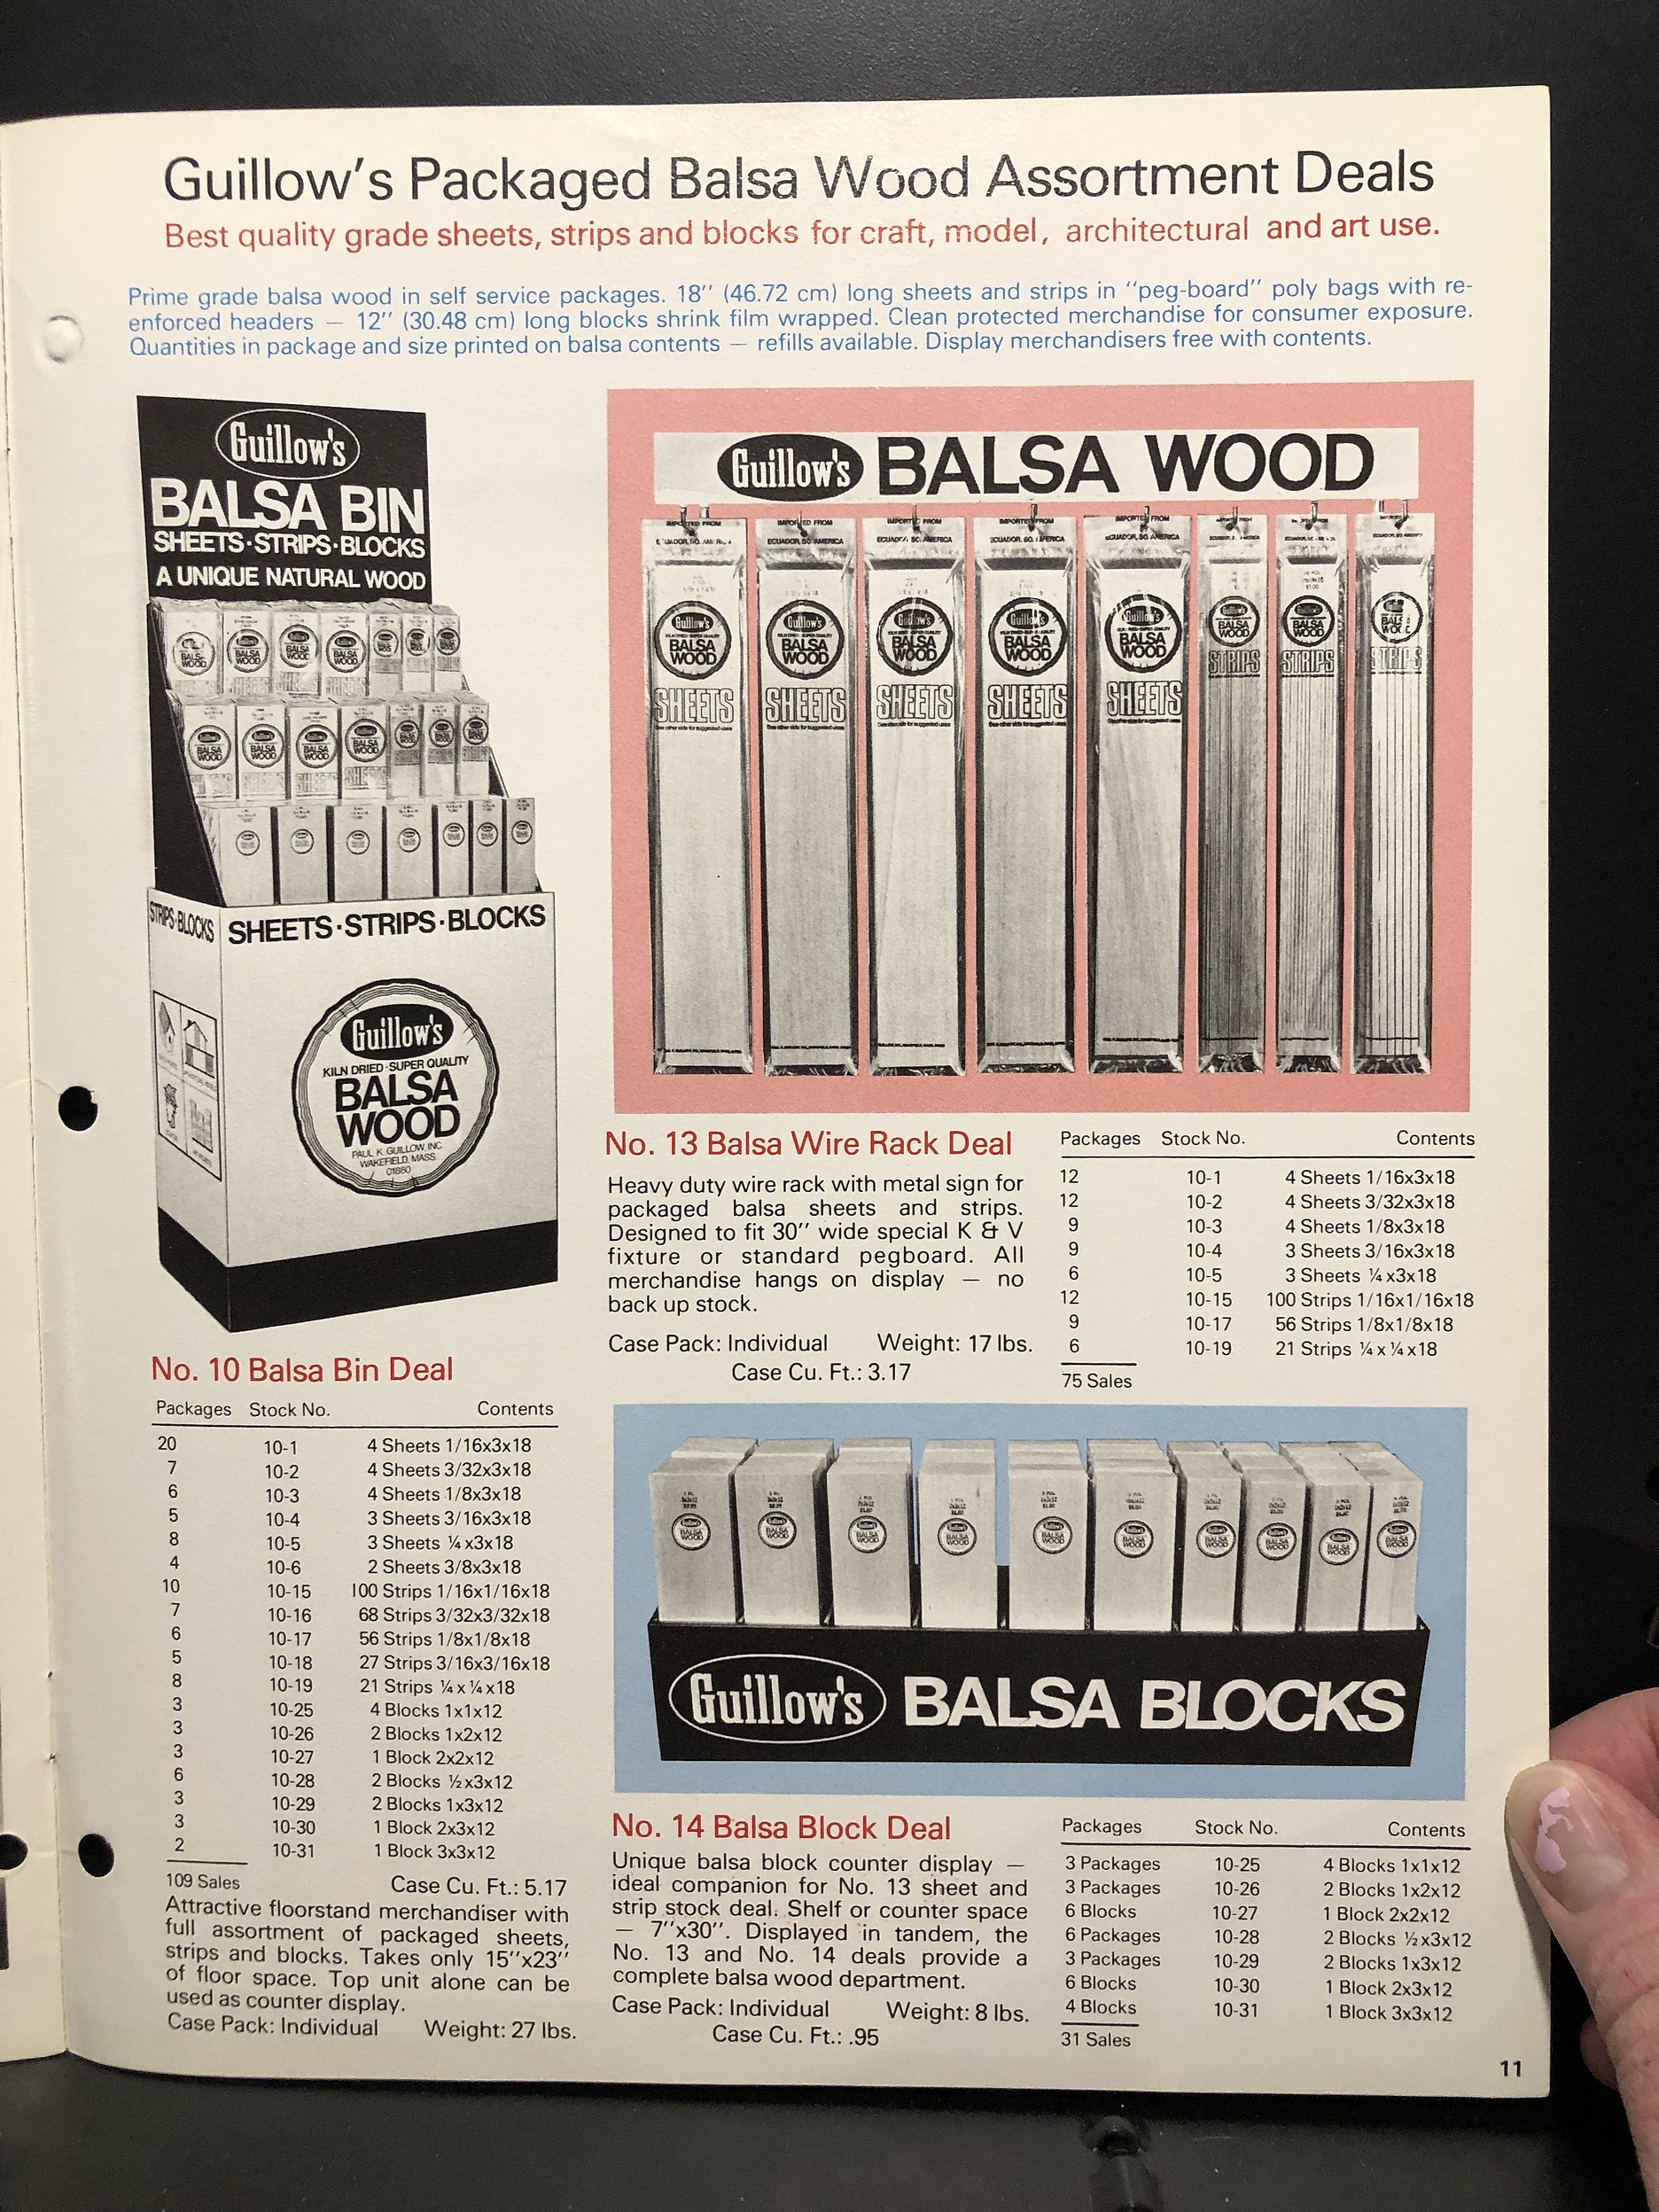 Guillow's Packaged Balsa Wood Assortment Deals
Best quality grade sheets, strips and blocks for craft, model, architectural and art use.
Prime grade balsa wood in self service packages. 18'' (46.72 cm) long sheets and strips in "peg-board" poly bags with re-
enforced headers — 12'' (30.48 cm) long blocks shrink film wrapped. Clean protected merchandise for consumer exposure.
Quantities in package and size printed on balsa contents — refills available. Display merchandisers free with contents.
Guillow's
BALSA BIN
SHEETS·STRIPS·BLOCKS
A UNIQUE NATURAL WOOD
STRIPS·BLOCKS
SHEETS·STRIPS·BLOCKS
Guillow's
KILN DRIED·SUPER QUALITY
BALSA
WOOD
PAUL K. GUILLOW, INC.
WAKEFIELD, MASS.
01880
No. 10 Balsa Bin Deal
Packages Stock No. Contents
20 10-1 4 Sheets 1/16x3x18
7 10-2 4 Sheets 3/32x3x18
6 10-3 4 Sheets 1/8x3x18
5 10-4 3 Sheets 3/16x3x18
8 10-5 3 Sheets ¼x3x18
4 10-6 2 Sheets 3/8x3x18
10 10-15 100 Strips 1/16x1/16x18
7 10-16 68 Strips 3/32x3/32x18
6 10-17 56 Strips 1/8x1/8x18
5 10-18 27 Strips 3/16x3/16x18
8 10-19 21 Strips ¼x¼x18
3 10-25 4 Blocks 1x1x12
3 10-26 2 Blocks 1x2x12
3 10-27 1 Block 2x2x12
6 10-28 2 Blocks ½x3x12
3 10-29 2 Blocks 1x3x12
3 10-30 1 Block 2x3x12
2 10-31 1 Block 3x3x12
109 Sales Case Cu. Ft.: 5.17
Attractive floorstand merchandiser with
full assortment of packaged sheets,
strips and blocks. Takes only 15''x23''
of floor space. Top unit alone can be
used as counter display.
Case Pack: Individual Weight: 27 lbs.
Guillow's BALSA WOOD
IMPORTED FROM
ECUADOR, SO. AMERICA
Guillow's
BALSA
WOOD
SHEETS
SHEETS
SHEETS
SHEETS
SHEETS
STRIPS
STRIPS
STRIPS
No. 13 Balsa Wire Rack Deal
Heavy duty wire rack with metal sign for
packaged balsa sheets and strips.
Designed to fit 30'' wide special K & V
fixture or standard pegboard. All
merchandise hangs on display — no
back up stock.
Case Pack: Individual Weight: 17 lbs.
Case Cu. Ft.: 3.17
Packages Stock No. Contents
12 10-1 4 Sheets 1/16x3x18
12 10-2 4 Sheets 3/32x3x18
9 10-3 4 Sheets 1/8x3x18
9 10-4 3 Sheets 3/16x3x18
6 10-5 3 Sheets ¼x3x18
12 10-15 100 Strips 1/16x1/16x18
9 10-17 56 Strips 1/8x1/8x18
6 10-19 21 Strips ¼x¼x18
75 Sales
Guillow's BALSA BLOCKS
No. 14 Balsa Block Deal
Unique balsa block counter display —
ideal companion for No. 13 sheet and
strip stock deal. Shelf or counter space
— 7''x30''. Displayed in tandem, the
No. 13 and No. 14 deals provide a
complete balsa wood department.
Case Pack: Individual Weight: 8 lbs.
Case Cu. Ft.: .95
Packages Stock No. Contents
3 Packages 10-25 4 Blocks 1x1x12
3 Packages 10-26 2 Blocks 1x2x12
6 Blocks 10-27 1 Block 2x2x12
6 Packages 10-28 2 Blocks ½x3x12
3 Packages 10-29 2 Blocks 1x3x12
6 Blocks 10-30 1 Block 2x3x12
4 Blocks 10-31 1 Block 3x3x12
31 Sales
11